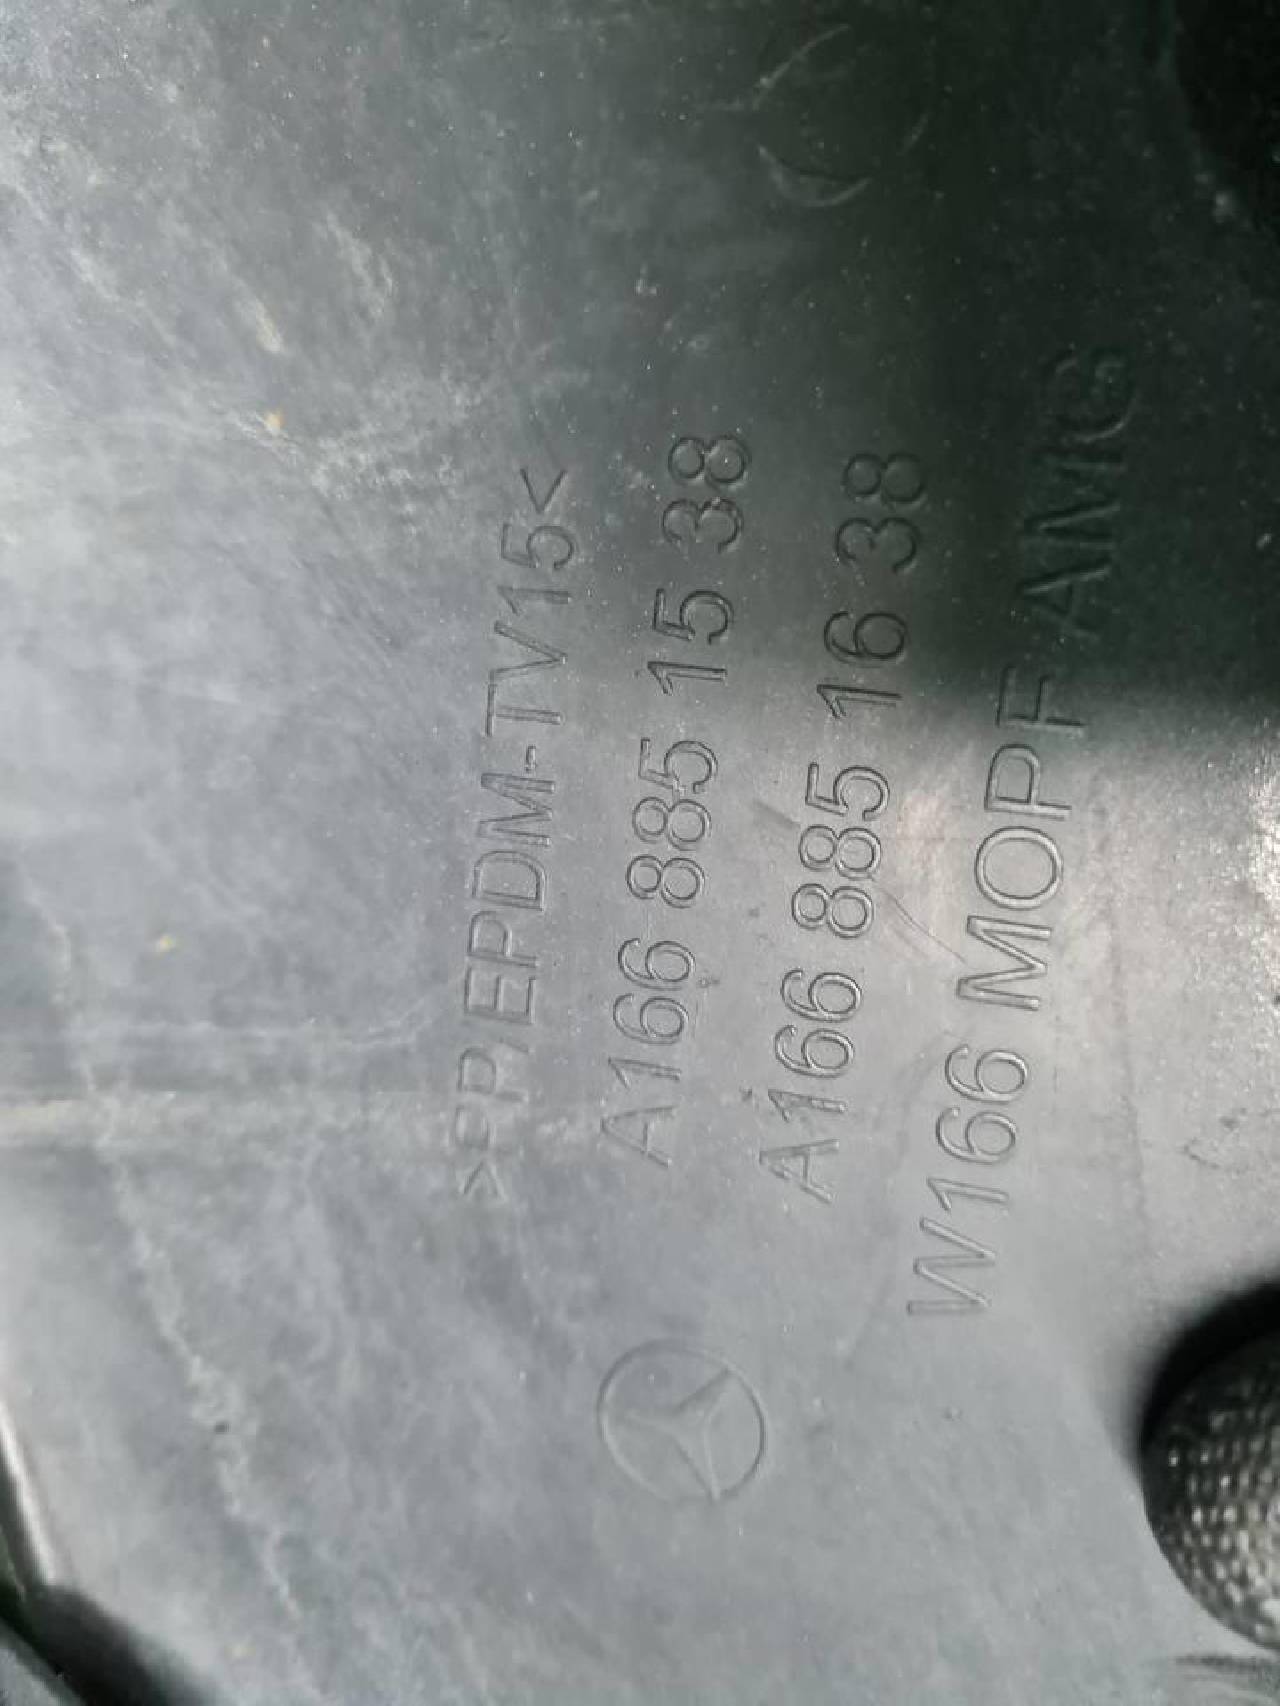 >PP/EPDM-TV15<
A166 885 15 38
A166 885 16 38
W166 MOPF AMG